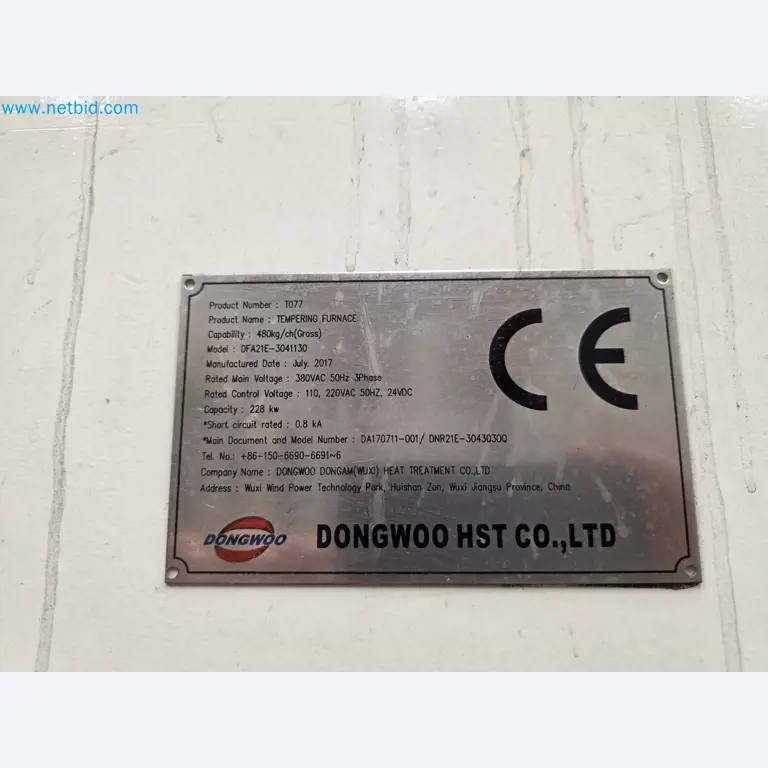 www.netbid.com
Product Number : T077
Product Name : TEMPERING FURNACE
Capability : 480kg/ch(Gross)
Model : DFA21E-3041130
Manufactured Date : July, 2017
Rated Main Voltage : 380VAC 50Hz 3Phase
Rated Control Voltage : 110, 220VAC 50HZ, 24VDC
Capacity : 228 kw
*Short circuit rated : 0.8 kA
*Main Document and Model Number : DA170711-001/ DNR21E-3043030Q
Tel. No.: +86-150-6690-6691~6
Company Name : DONGWOO DONGAM(WUXI) HEAT TREATMENT CO.,LTD
Address : Wuxi Wind Power Technology Park, Huishan Zon, Wuxi Jiangsu Province, China
CE
DONGWOO
DONGWOO HST CO.,LTD